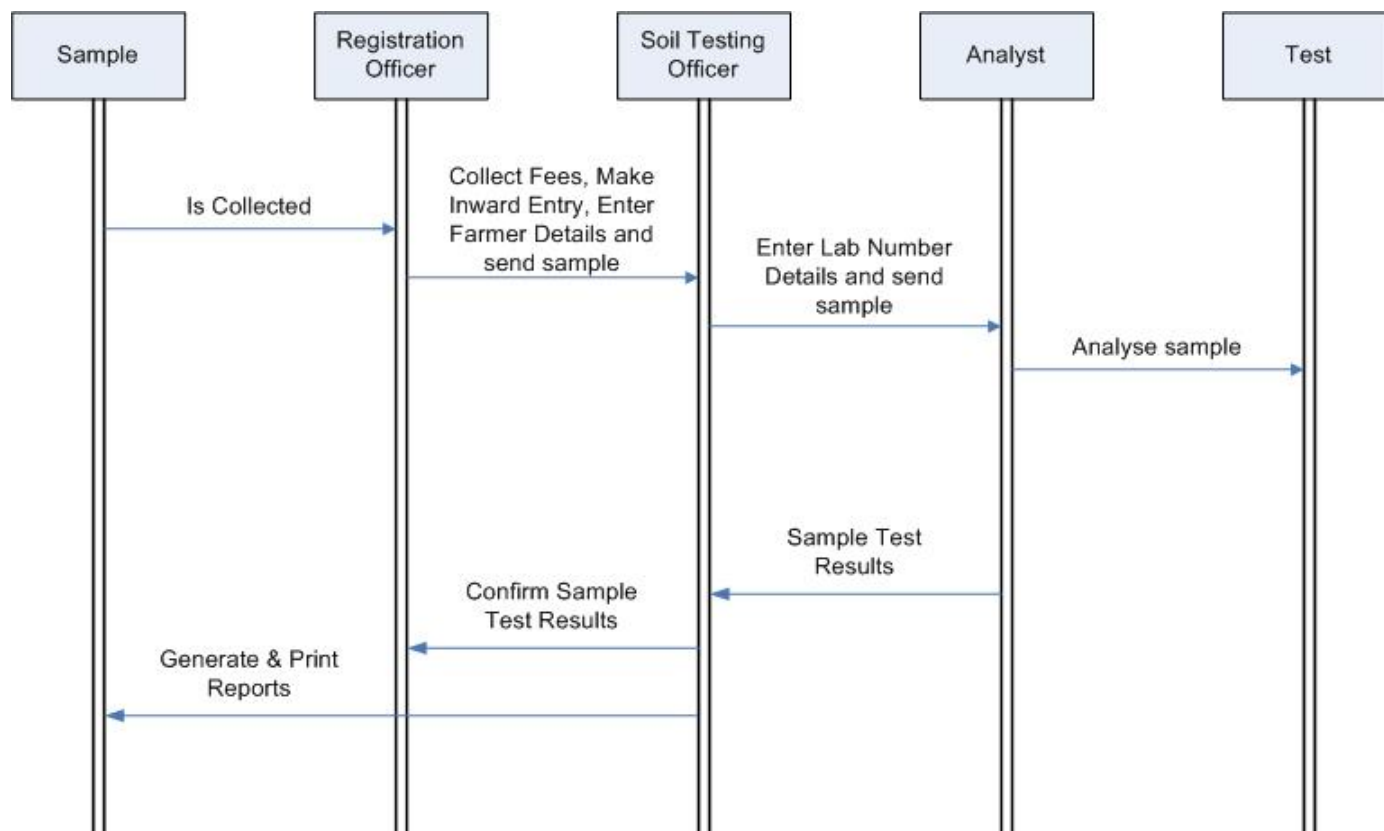 Sample
Registration
Officer
Soil Testing
Officer
Analyst
Test
Is Collected
Collect Fees, Make
Inward Entry, Enter
Farmer Details and
send sample
Enter Lab Number
Details and send
sample
Analyse sample
Sample Test
Results
Confirm Sample
Test Results
Generate & Print
Reports